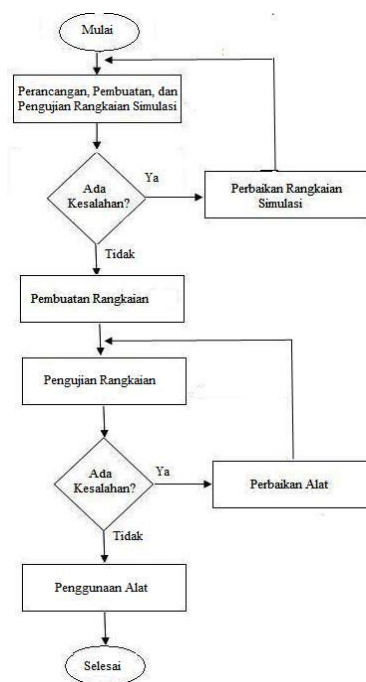 Mulai
Perancangan, Pembuatan, dan
Pengujian Rangkaian Simulasi
Ada
Kesalahan?
Ya
Perbaikan Rangkaian
Simulasi
Tidak
Pembuatan Rangkaian
Pengujian Rangkaian
Ada
Kesalahan?
Ya
Perbaikan Alat
Tidak
Penggunaan Alat
Selesai